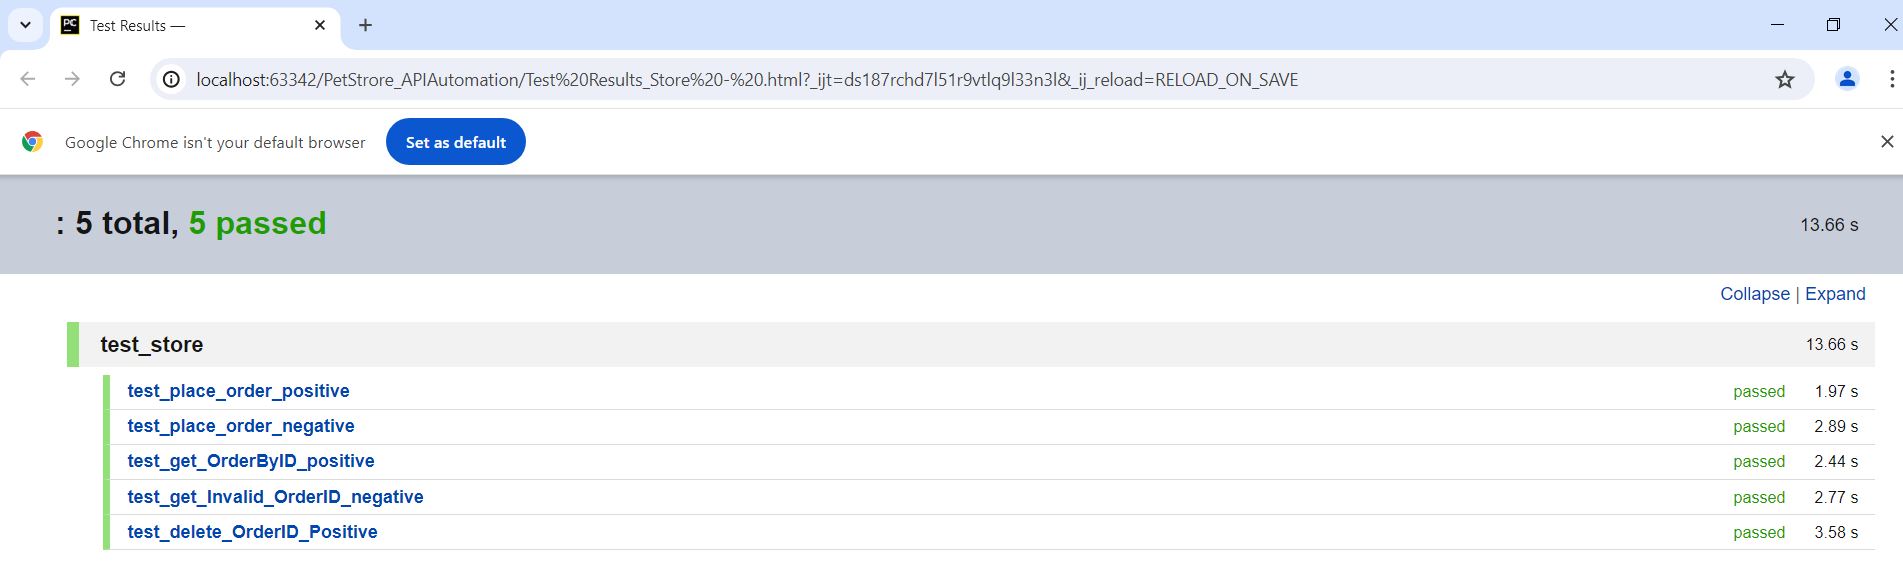 PC
Test Results —
localhost:63342/PetStrore_APIAutomation/Test%20Results_Store%20-%20.html?_ijt=ds187rchd7l51r9vtlq9l33n3l&_ij_reload=RELOAD_ON_SAVE
Google Chrome isn't your default browser Set as default
: 5 total, 5 passed 13.66 s
Collapse | Expand
test_store 13.66 s
test_place_order_positive passed 1.97 s
test_place_order_negative passed 2.89 s
test_get_OrderByID_positive passed 2.44 s
test_get_Invalid_OrderID_negative passed 2.77 s
test_delete_OrderID_Positive passed 3.58 s